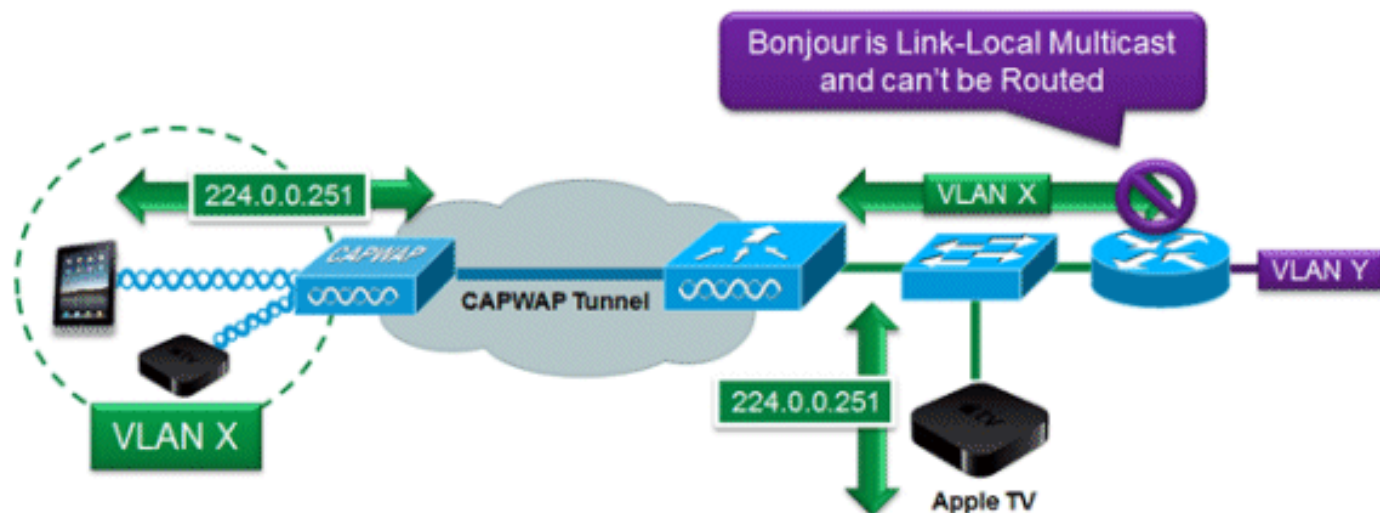 Bonjour is Link-Local Multicast
and can't be Routed
224.0.0.251
VLAN X
CAPWAP
CAPWAP Tunnel
VLAN Y
224.0.0.251
VLAN X
tv
Apple TV